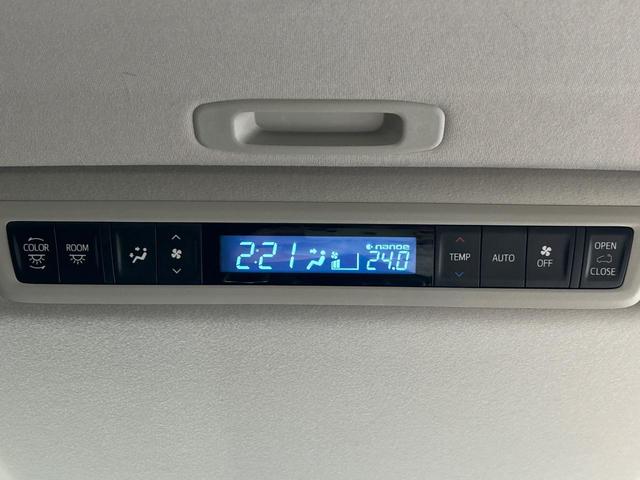 COLOR
ROOM
2:21
nanoe
24.0
TEMP
AUTO
OFF
OPEN
CLOSE